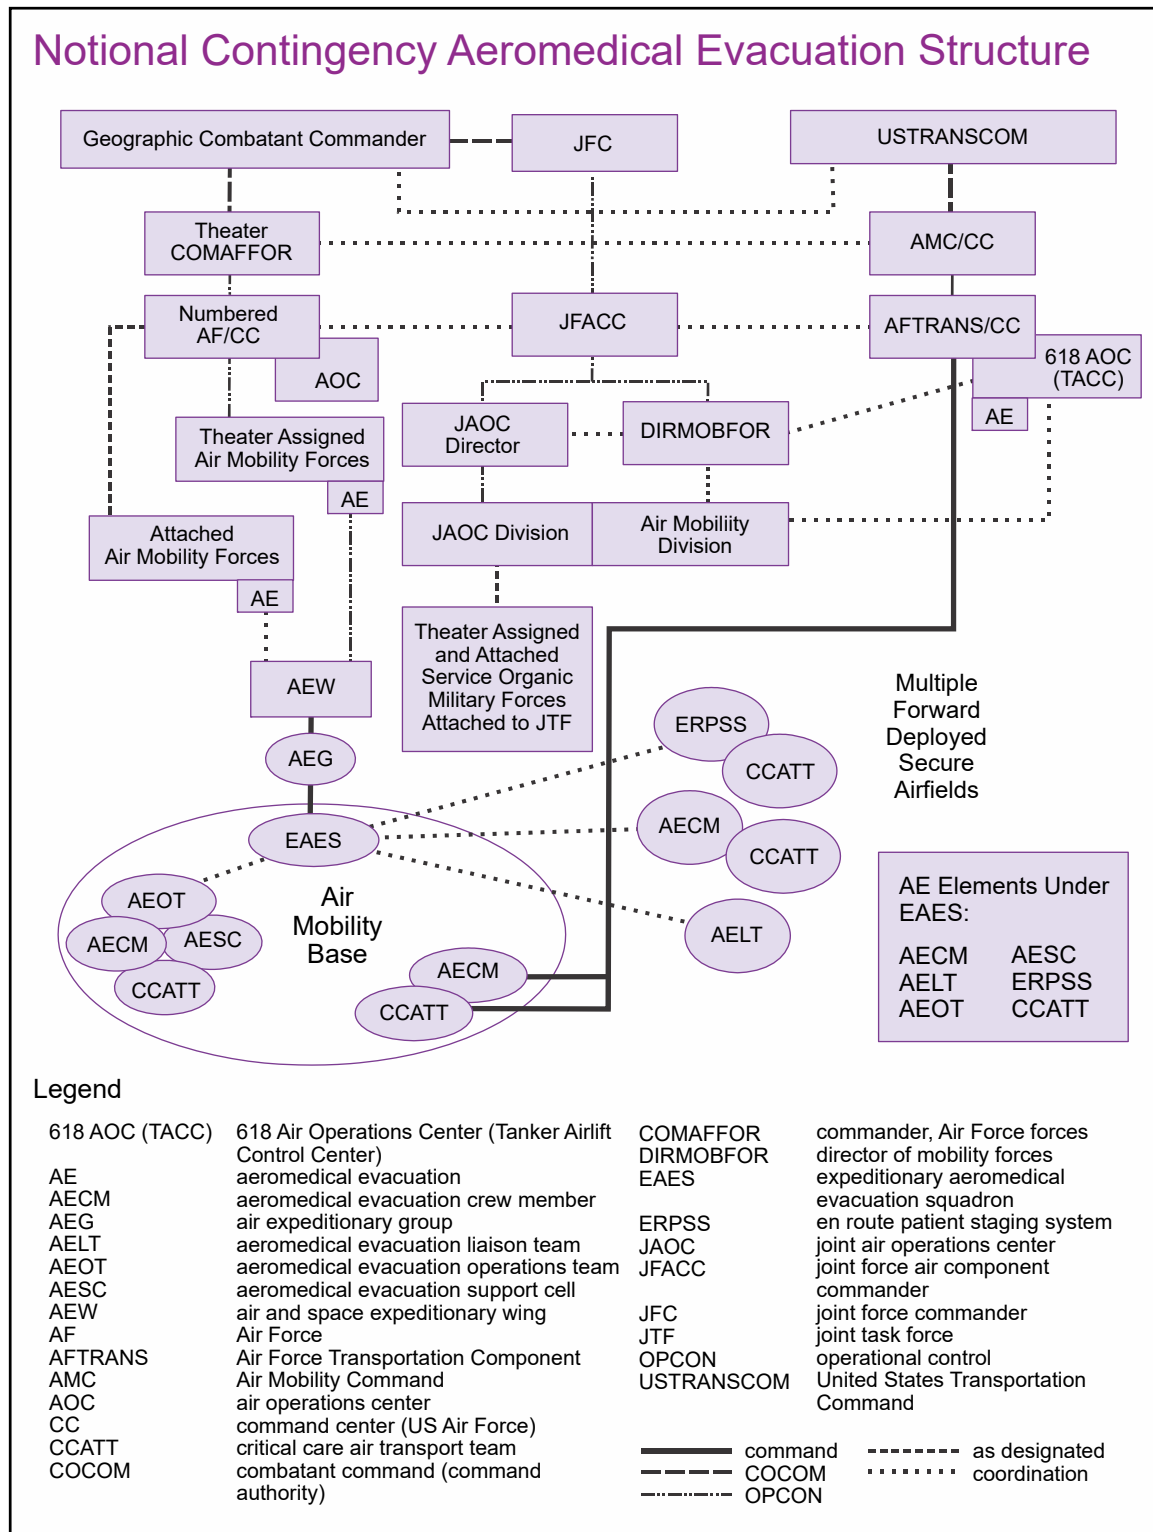 Notional Contingency Aeromedical Evacuation Structure
Geographic Combatant Commander
JFC
USTRANSCOM
Theater
COMAFFOR
AMC/CC
Numbered
AF/CC
AOC
JFACC
AFTRANS/CC
618 AOC
(TACC)
AE
Theater Assigned
Air Mobility Forces
AE
JAOC
Director
DIRMOBFOR
Attached
Air Mobility Forces
AE
JAOC Division
Air Mobiliity
Division
Theater Assigned
and Attached
Service Organic
Military Forces
Attached to JTF
AEW
AEG
EAES
AEOT
AECM
AESC
CCATT
Air
Mobility
Base
AECM
CCATT
ERPSS
CCATT
AECM
CCATT
AELT
Multiple
Forward
Deployed
Secure
Airfields
AE Elements Under
EAES:
AECM AESC
AELT ERPSS
AEOT CCATT
Legend
618 AOC (TACC) 618 Air Operations Center (Tanker Airlift
Control Center)
AE aeromedical evacuation
AECM aeromedical evacuation crew member
AEG air expeditionary group
AELT aeromedical evacuation liaison team
AEOT aeromedical evacuation operations team
AESC aeromedical evacuation support cell
AEW air and space expeditionary wing
AF Air Force
AFTRANS Air Force Transportation Component
AMC Air Mobility Command
AOC air operations center
CC command center (US Air Force)
CCATT critical care air transport team
COCOM combatant command (command
authority)
COMAFFOR commander, Air Force forces
DIRMOBFOR director of mobility forces
EAES expeditionary aeromedical
evacuation squadron
ERPSS en route patient staging system
JAOC joint air operations center
JFACC joint force air component
commander
JFC joint force commander
JTF joint task force
OPCON operational control
USTRANSCOM United States Transportation
Command
command
COCOM
OPCON
as designated
coordination